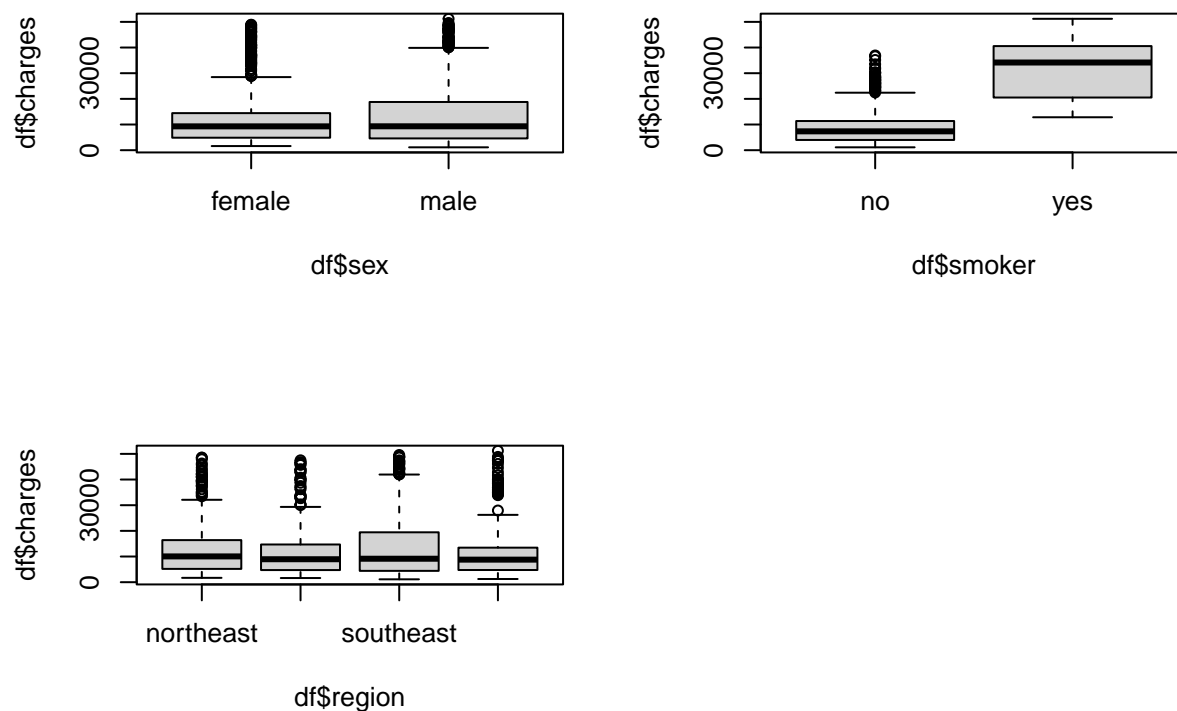 df$charges
30000
0
female male
df$sex
df$charges
30000
0
no yes
df$smoker
df$charges
30000
0
northeast southeast
df$region